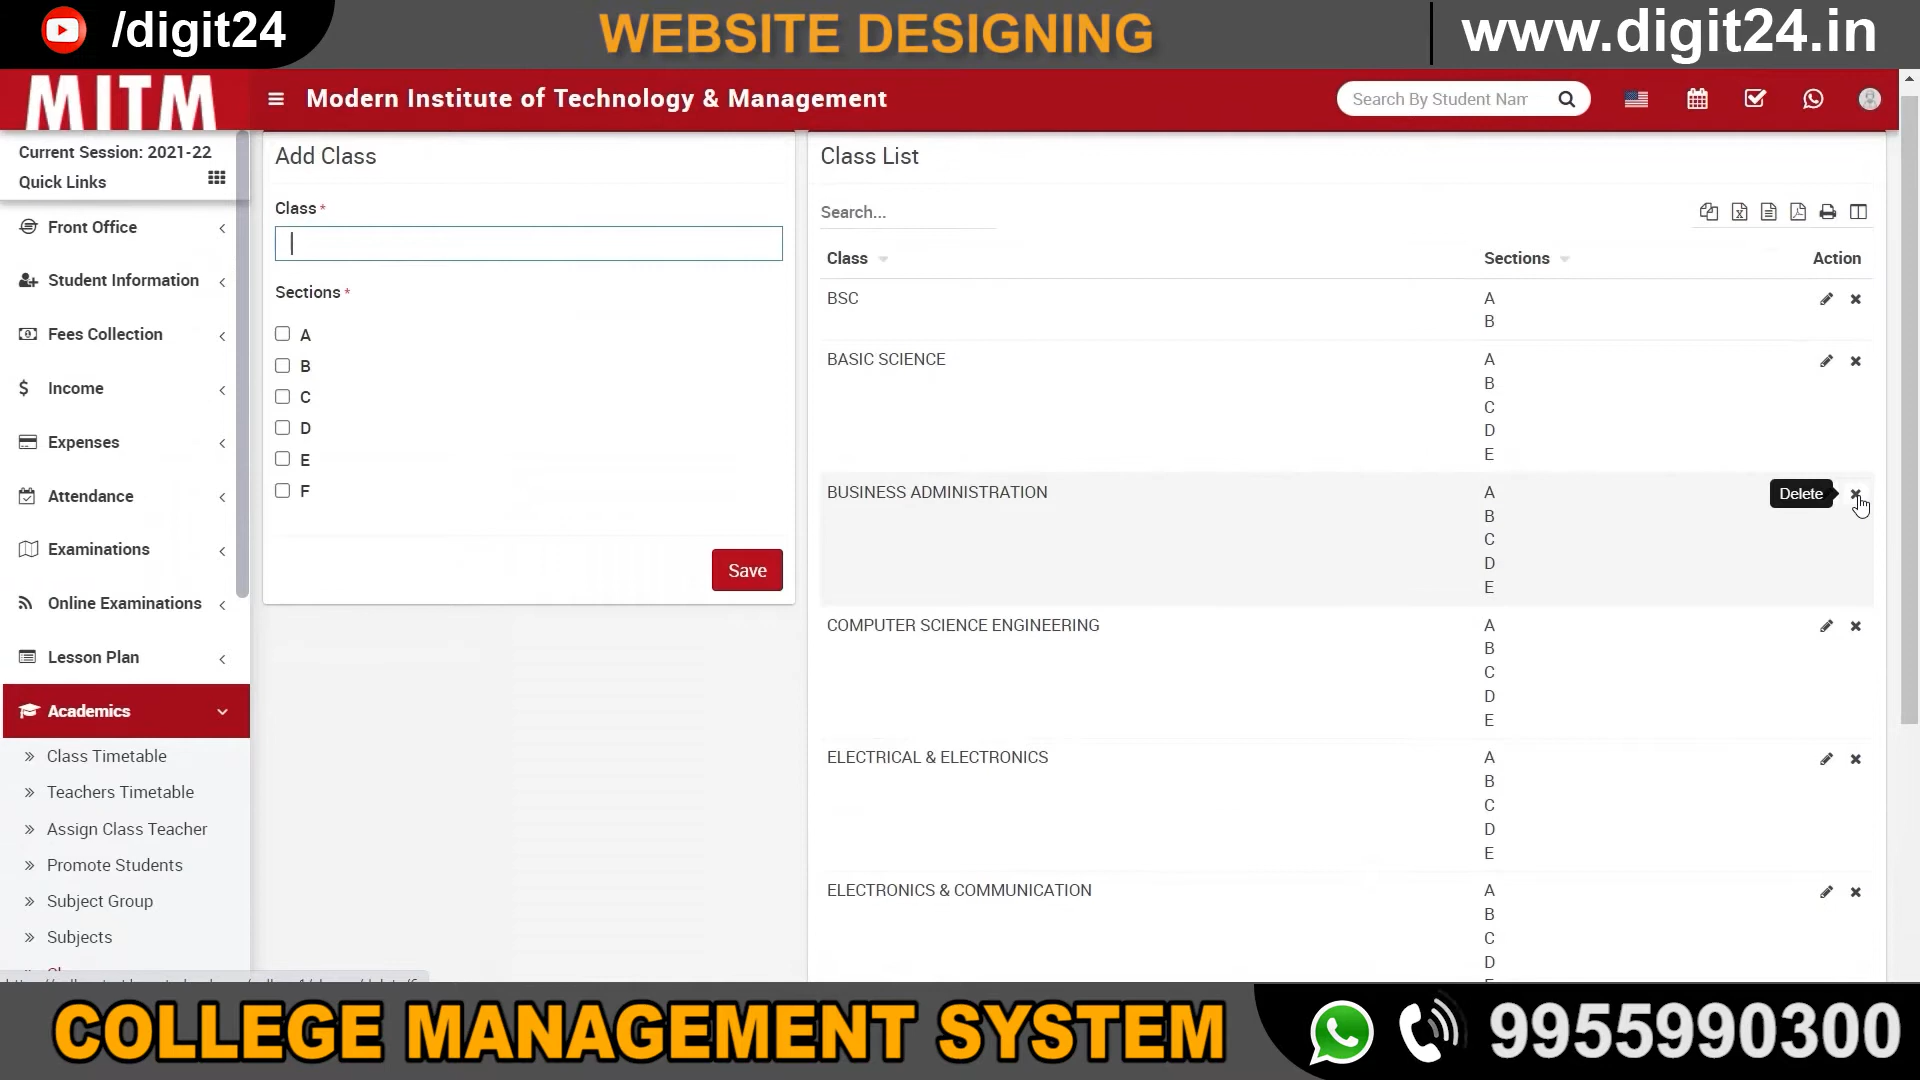 /digit24
WEBSITE DESIGNING
www.digit24.in
MITM
Modern Institute of Technology & Management
Search By Student Nam
Current Session: 2021-22
Quick Links
Front Office
Student Information
Fees Collection
Income
Expenses
Attendance
Examinations
Online Examinations
Lesson Plan
Academics
Class Timetable
Teachers Timetable
Assign Class Teacher
Promote Students
Subject Group
Subjects
Add Class
Class *
Sections *
A
B
C
D
E
F
Save
Class List
Search...
Class Sections Action
BSC A
B
BASIC SCIENCE A
B
C
D
E
BUSINESS ADMINISTRATION A
Delete
B
C
D
E
COMPUTER SCIENCE ENGINEERING A
B
C
D
E
ELECTRICAL & ELECTRONICS A
B
C
D
E
ELECTRONICS & COMMUNICATION A
B
C
D
COLLEGE MANAGEMENT SYSTEM
9955990300